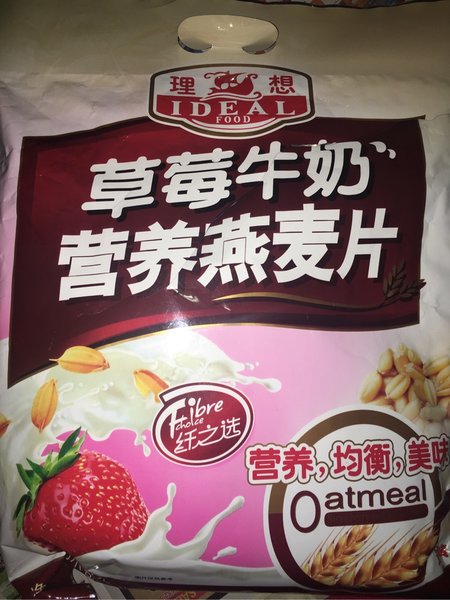 理想
IDEAL
FOOD
草莓牛奶
营养燕麦片
Fibre
choice
纤之选
营养,均衡,美味
Oatmeal